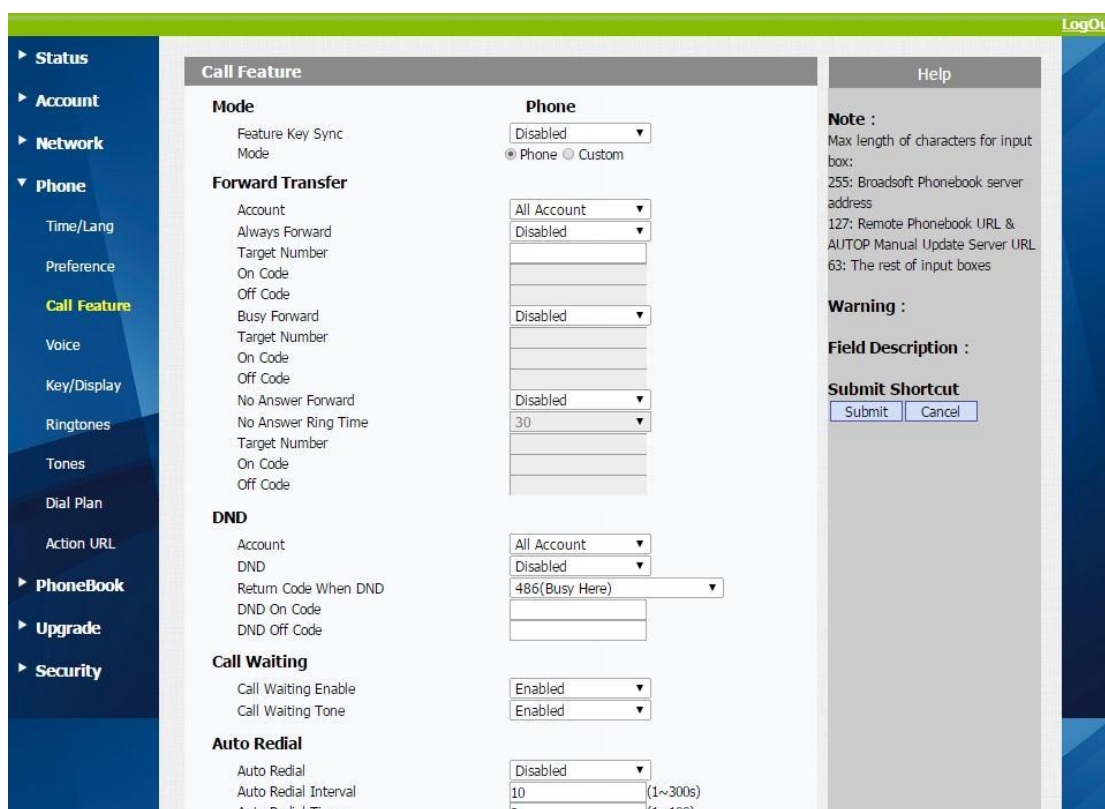 LogOu
Status
Account
Network
Phone
Time/Lang
Preference
Call Feature
Voice
Key/Display
Ringtones
Tones
Dial Plan
Action URL
PhoneBook
Upgrade
Security
Call Feature
Mode Phone
Feature Key Sync Disabled
Mode Phone Custom
Forward Transfer
Account All Account
Always Forward Disabled
Target Number
On Code
Off Code
Busy Forward Disabled
Target Number
On Code
Off Code
No Answer Forward Disabled
No Answer Ring Time 30
Target Number
On Code
Off Code
DND
Account All Account
DND Disabled
Return Code When DND 486(Busy Here)
DND On Code
DND Off Code
Call Waiting
Call Waiting Enable Enabled
Call Waiting Tone Enabled
Auto Redial
Auto Redial Disabled
Auto Redial Interval 10 (1~300s)
Help
Note :
Max length of characters for input
box:
255: Broadsoft Phonebook server
address
127: Remote Phonebook URL &
AUTOP Manual Update Server URL
63: The rest of input boxes
Warning :
Field Description :
Submit Shortcut
Submit Cancel